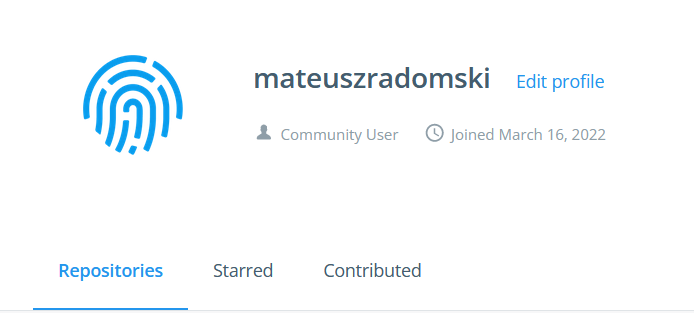 mateuszradomski Edit profile
Community User Joined March 16, 2022
Repositories Starred Contributed